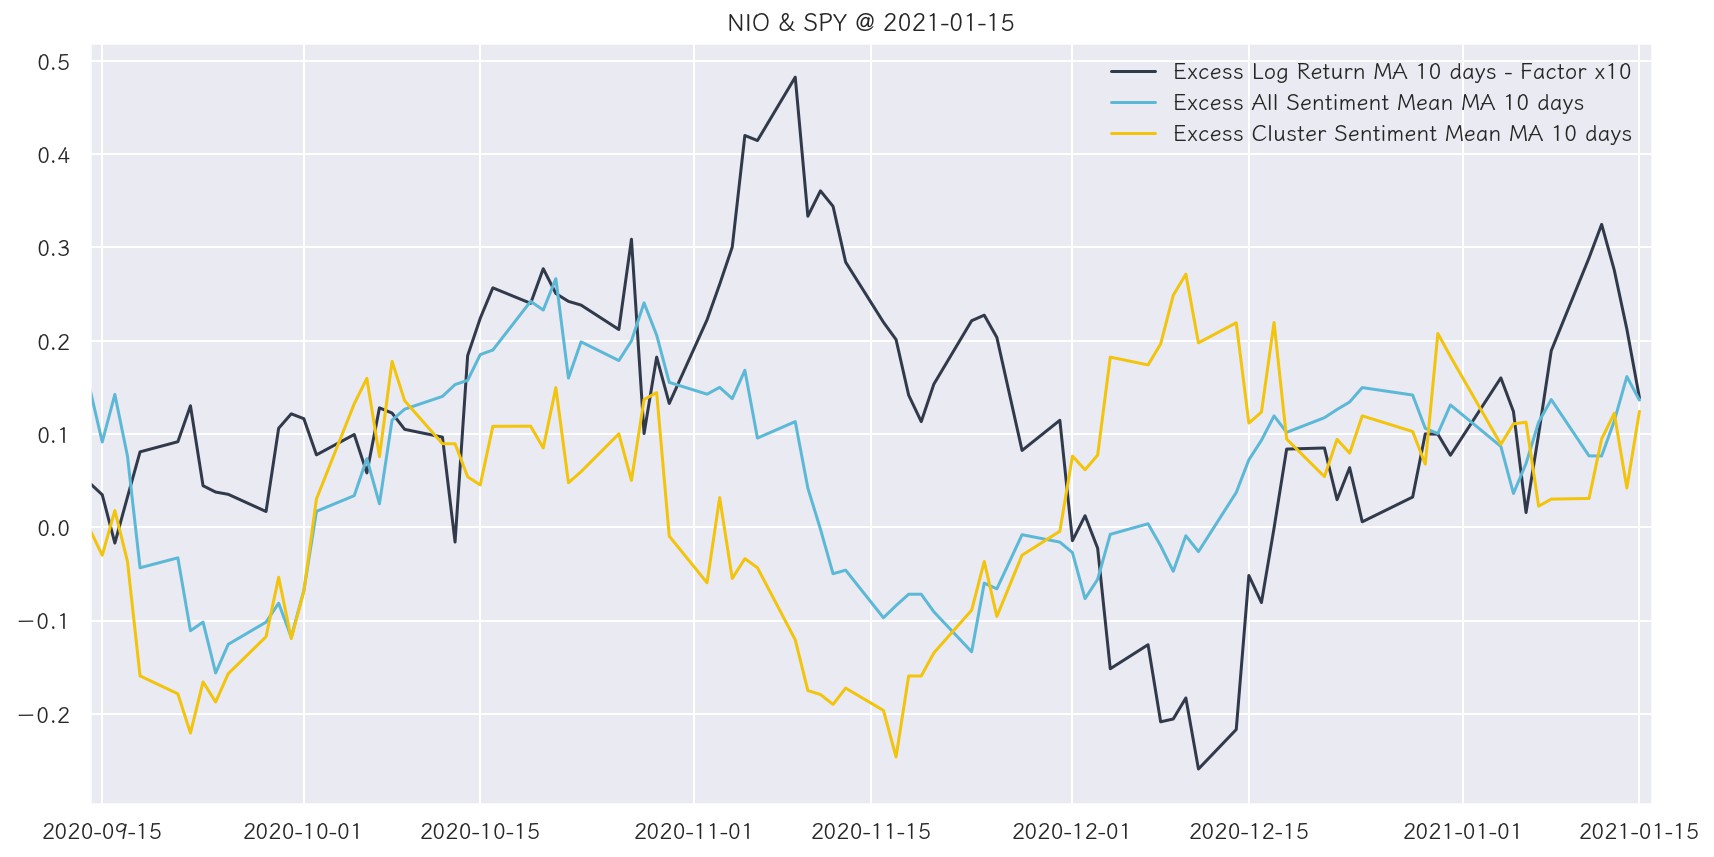 NIO & SPY @ 2021-01-15
Excess Log Return MA 10 days - Factor x10
Excess All Sentiment Mean MA 10 days
Excess Cluster Sentiment Mean MA 10 days
0.5
0.4
0.3
0.2
0.1
0.0
−0.1
−0.2
2020-09-15 2020-10-01 2020-10-15 2020-11-01 2020-11-15 2020-12-01 2020-12-15 2021-01-01 2021-01-15